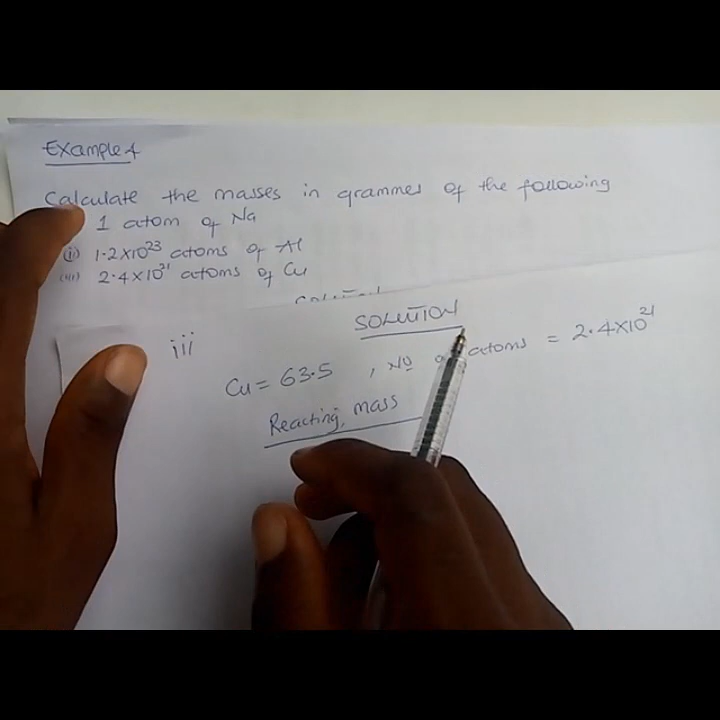 Example 4
Calculate the masses in grammes of the following
1 atom of Na
(ii) 1.2×10²³ atoms of Al
(iii) 2.4×10²¹ atoms of Cu
SOLUTION
iii
Cu = 63.5 , No atoms = 2.4×10²¹
Reacting mass